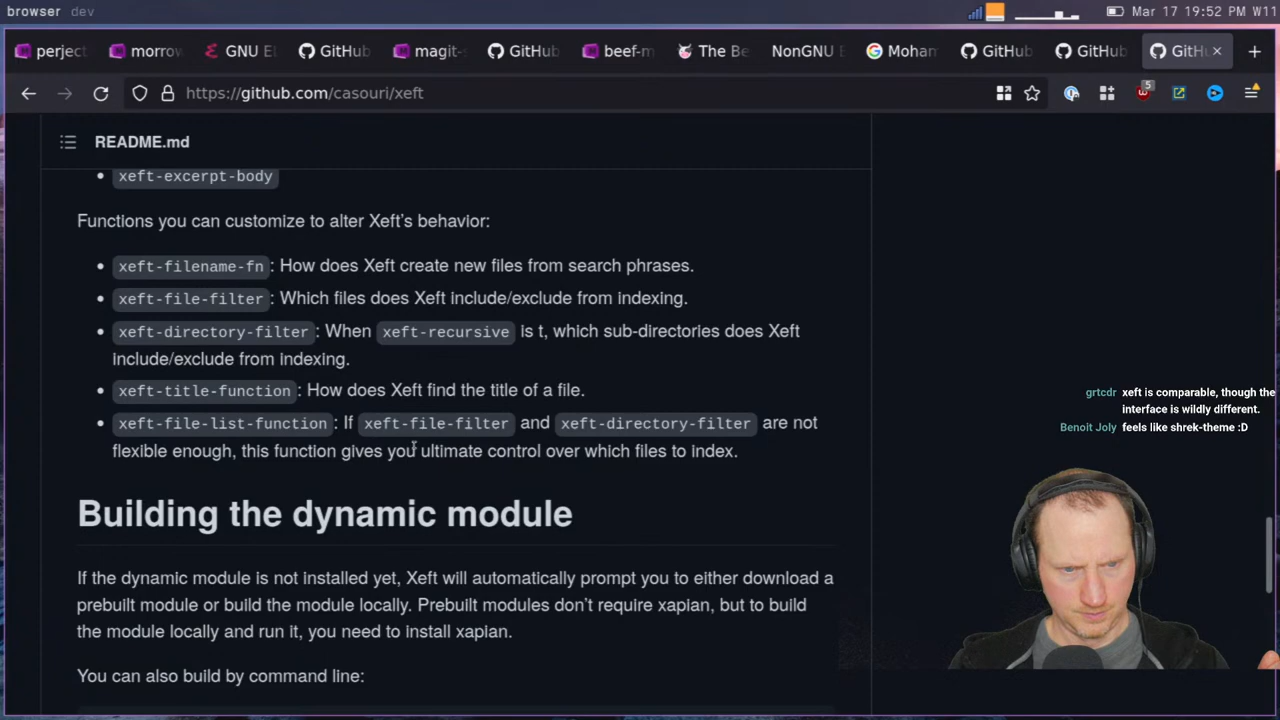 browser dev
Mar 17 19:52 PM W11
perject
morrow
GNU El
GitHub
magit-s
GitHub
beef-m
The Be
NonGNU E
Moham
GitHub
GitHub
GitHu
https://github.com/casouri/xeft
5
README.md
• xeft-excerpt-body
Functions you can customize to alter Xeft’s behavior:
• xeft-filename-fn: How does Xeft create new files from search phrases.
• xeft-file-filter: Which files does Xeft include/exclude from indexing.
• xeft-directory-filter: When xeft-recursive is t, which sub-directories does Xeft
include/exclude from indexing.
• xeft-title-function: How does Xeft find the title of a file.
• xeft-file-list-function: If xeft-file-filter and xeft-directory-filter are not
flexible enough, this function gives you ultimate control over which files to index.
grtcdr xeft is comparable, though the
interface is wildly different.
Benoit Joly feels like shrek-theme :D
Building the dynamic module
If the dynamic module is not installed yet, Xeft will automatically prompt you to either download a
prebuilt module or build the module locally. Prebuilt modules don’t require xapian, but to build
the module locally and run it, you need to install xapian.
You can also build by command line: